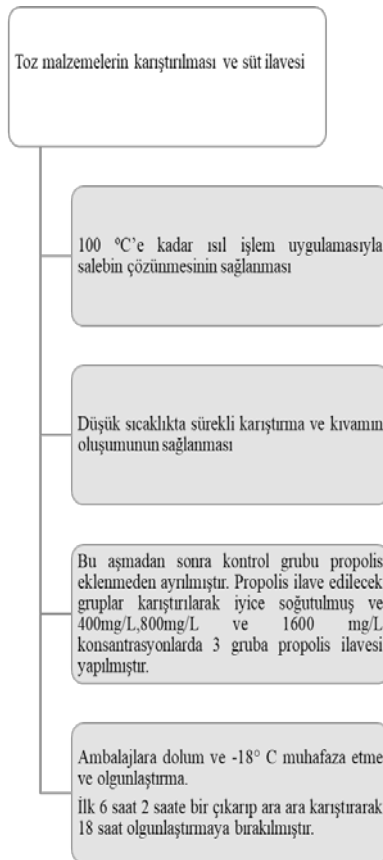 Toz malzemelerin karıştırılması ve süt ilavesi
100 ºC’e kadar ısıl işlem uygulamasıyla
salebin çözünmesinin sağlanması
Düşük sıcaklıkta sürekli karıştırma ve kıvamın
oluşumunun sağlanması
Bu aşmadan sonra kontrol grubu propolis
eklenmeden ayrılmıştır. Propolis ilave edilecek
gruplar karıştırılarak iyice soğutulmuş ve
400mg/L,800mg/L ve 1600 mg/L
konsantrasyonlarda 3 gruba propolis ilavesi
yapılmıştır.
Ambalajlara dolum ve -18° C muhafaza etme
ve olgunlaştırma.
İlk 6 saat 2 saate bir çıkarıp ara ara karıştırarak
18 saat olgunlaştırmaya bırakılmıştır.